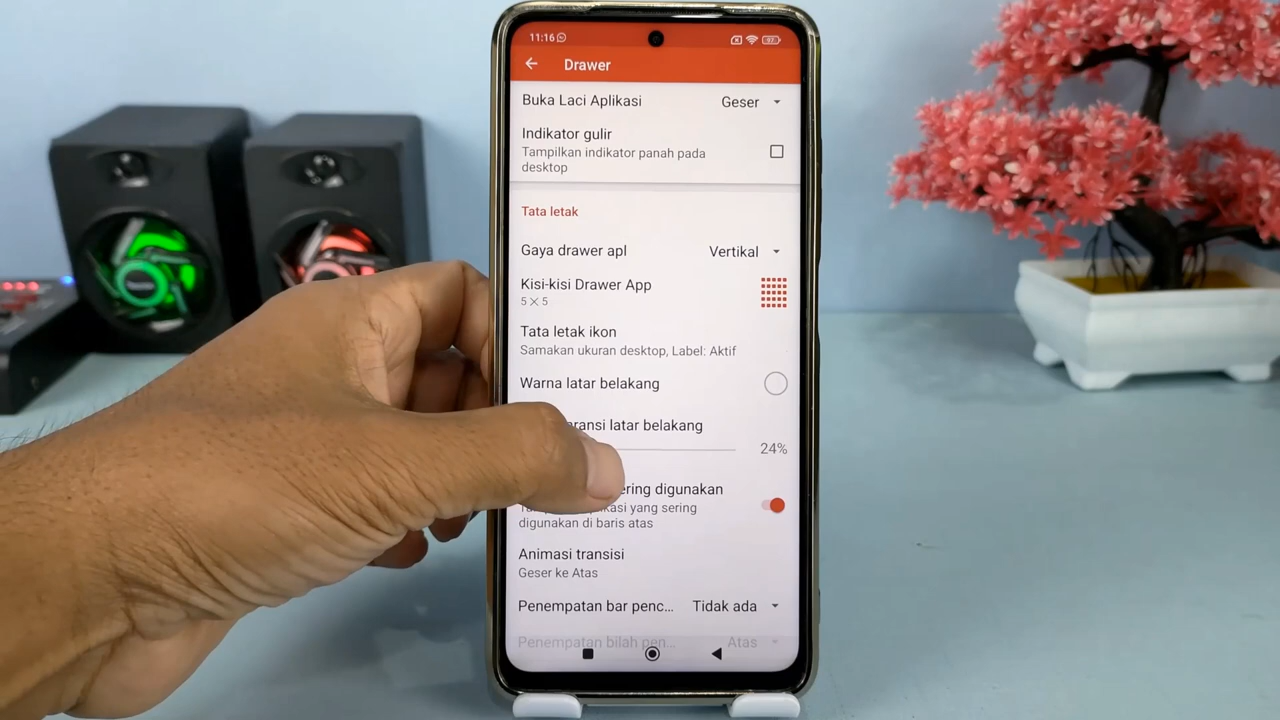 11:16
97
Drawer
Buka Laci Aplikasi Geser
Indikator gulir
Tampilkan indikator panah pada
desktop
Tata letak
Gaya drawer apl Vertikal
Kisi-kisi Drawer App
5 × 5
Tata letak ikon
Samakan ukuran desktop, Label: Aktif
Warna latar belakang
aransi latar belakang
24%
ering digunakan
kasi yang sering
digunakan di baris atas
Animasi transisi
Geser ke Atas
Penempatan bar penc... Tidak ada
Penempatan bilah pen... Atas